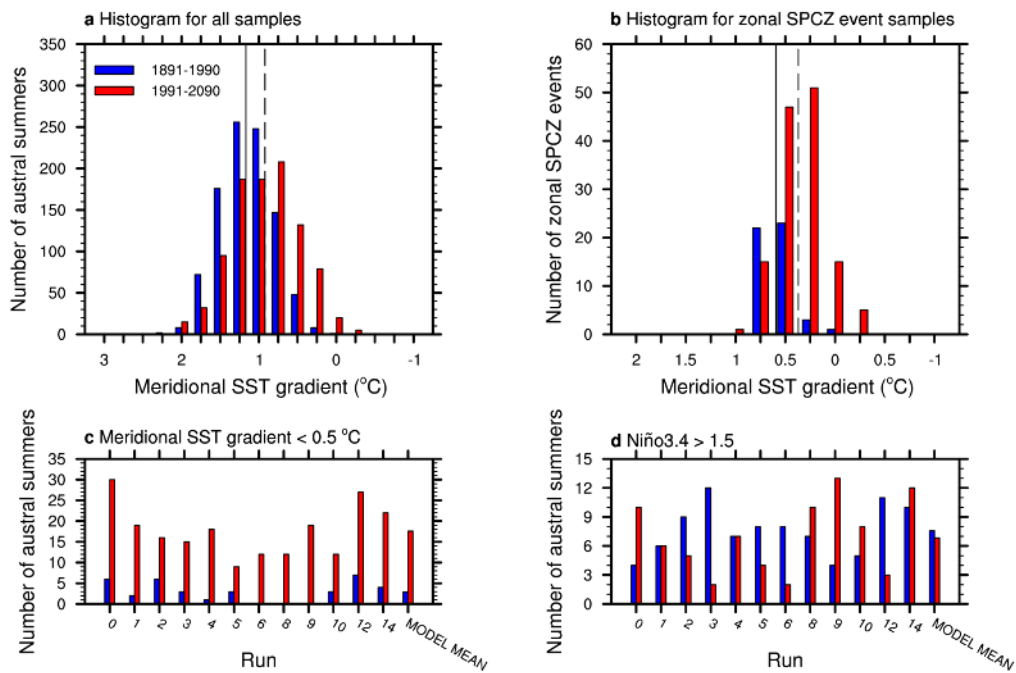 a Histogram for all samples
350
300
250
200
150
100
50
0
Number of austral summers
1891-1990
1991-2090
3 2 1 0 -1
Meridional SST gradient (°C)
b Histogram for zonal SPCZ event samples
60
50
40
30
20
10
0
Number of zonal SPCZ events
2 1.5 1 0.5 0 0.5 -1
Meridional SST gradient (°C)
c Meridional SST gradient < 0.5 °C
35
30
25
20
15
10
5
0
Number of austral summers
0 1 2 3 4 5 6 8 9 10 12 14 MODEL MEAN
Run
d Niño3.4 > 1.5
15
12
9
6
3
0
Number of austral summers
0 1 2 3 4 5 6 8 9 10 12 14 MODEL MEAN
Run